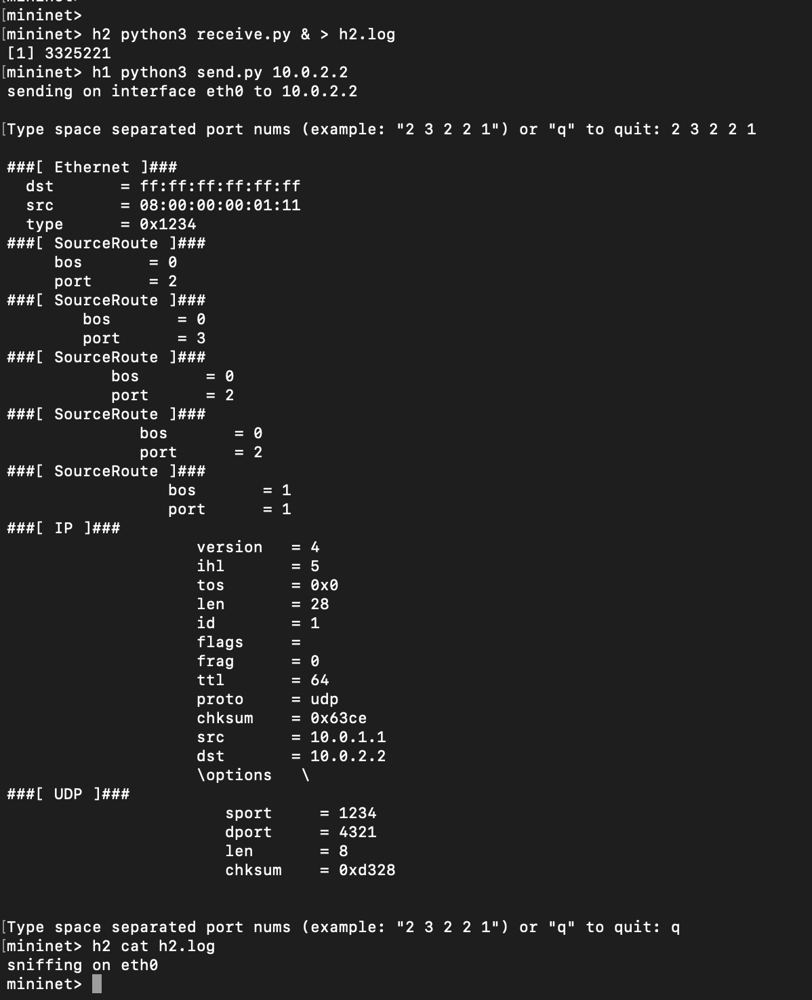 [mininet>
[mininet>
[mininet> h2 python3 receive.py & > h2.log
[1] 3325221
[mininet> h1 python3 send.py 10.0.2.2
sending on interface eth0 to 10.0.2.2
[Type space separated port nums (example: "2 3 2 2 1") or "q" to quit: 2 3 2 2 1
###[ Ethernet ]###
dst = ff:ff:ff:ff:ff:ff
src = 08:00:00:00:01:11
type = 0x1234
###[ SourceRoute ]###
bos = 0
port = 2
###[ SourceRoute ]###
bos = 0
port = 3
###[ SourceRoute ]###
bos = 0
port = 2
###[ SourceRoute ]###
bos = 0
port = 2
###[ SourceRoute ]###
bos = 1
port = 1
###[ IP ]###
version = 4
ihl = 5
tos = 0x0
len = 28
id = 1
flags =
frag = 0
ttl = 64
proto = udp
chksum = 0x63ce
src = 10.0.1.1
dst = 10.0.2.2
\options \
###[ UDP ]###
sport = 1234
dport = 4321
len = 8
chksum = 0xd328
[Type space separated port nums (example: "2 3 2 2 1") or "q" to quit: q
[mininet> h2 cat h2.log
sniffing on eth0
mininet>